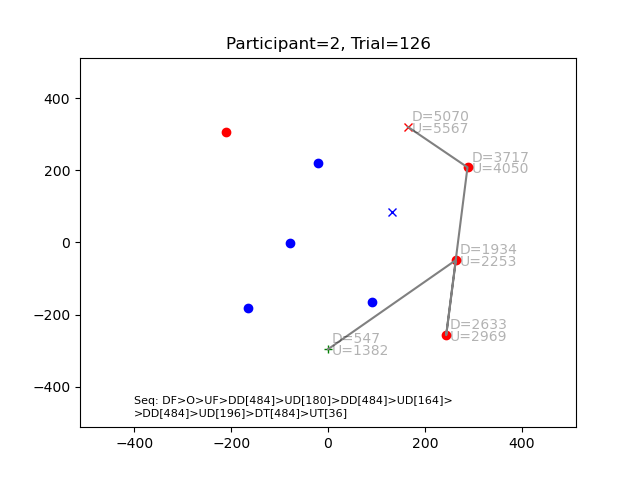 Participant=2, Trial=126
400
200
0
−200
−400
D=5070
U=5567
D=3717
U=4050
D=1934
U=2253
D=2633
U=2969
D=547
U=1382
Seq: DF>O>UF>DD[484]>UD[180]>DD[484]>UD[164]>
>DD[484]>UD[196]>DT[484]>UT[36]
−400
−200
0
200
400